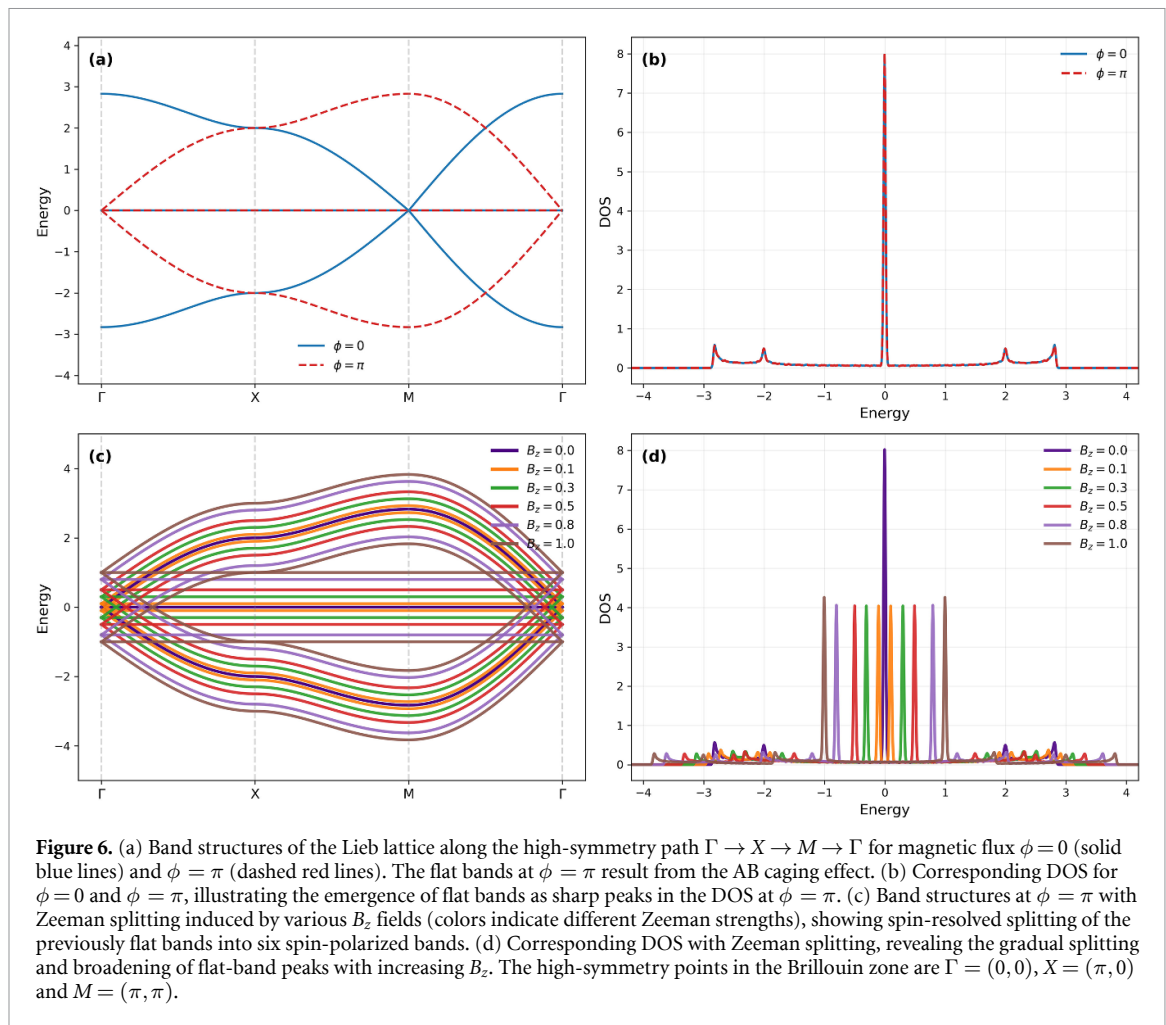 (a)
Energy
4
3
2
1
0
−1
−2
−3
−4
ϕ = 0
ϕ = π
Γ
X
M
Γ
(b)
DOS
8
7
6
5
4
3
2
1
0
ϕ = 0
ϕ = π
−4
−3
−2
−1
0
1
2
3
4
Energy
(c)
Energy
4
2
0
−2
−4
B_z = 0.0
B_z = 0.1
B_z = 0.3
B_z = 0.5
B_z = 0.8
B_z = 1.0
Γ
X
M
Γ
(d)
DOS
8
7
6
5
4
3
2
1
0
B_z = 0.0
B_z = 0.1
B_z = 0.3
B_z = 0.5
B_z = 0.8
B_z = 1.0
−4
−3
−2
−1
0
1
2
3
4
Energy
Figure 6. (a) Band structures of the Lieb lattice along the high-symmetry path Γ → X → M → Γ for magnetic flux ϕ = 0 (solid
blue lines) and ϕ = π (dashed red lines). The flat bands at ϕ = π result from the AB caging effect. (b) Corresponding DOS for
ϕ = 0 and ϕ = π, illustrating the emergence of flat bands as sharp peaks in the DOS at ϕ = π. (c) Band structures at ϕ = π with
Zeeman splitting induced by various B_z fields (colors indicate different Zeeman strengths), showing spin-resolved splitting of the
previously flat bands into six spin-polarized bands. (d) Corresponding DOS with Zeeman splitting, revealing the gradual splitting
and broadening of flat-band peaks with increasing B_z. The high-symmetry points in the Brillouin zone are Γ = (0,0), X = (π,0)
and M = (π,π).